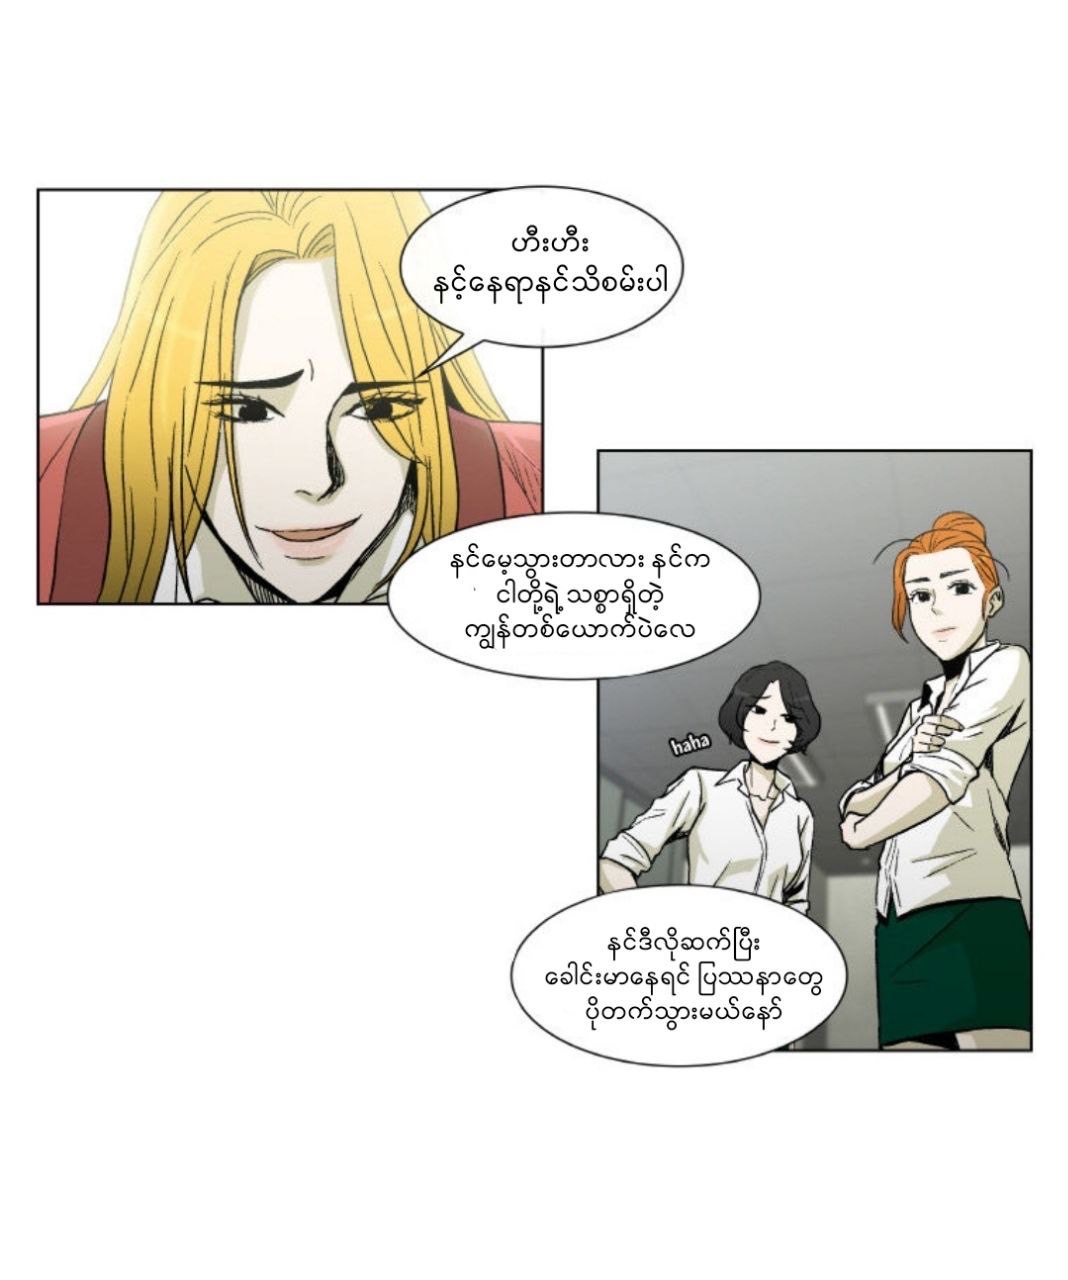 ဟီးဟီး
နင့်နေရာနင်သိစမ်းပါ
နင်မေ့သွားတာလား နင်က
ငါတို့ရဲ့ သစ္စာရှိတဲ့
ကျွန်တစ်ယောက်ပဲလေ
haha
နင်ဒီလိုဆက်ပြီး
ခေါင်းမာနေရင် ပြဿနာတွေ
ပိုတက်သွားမယ်နော်